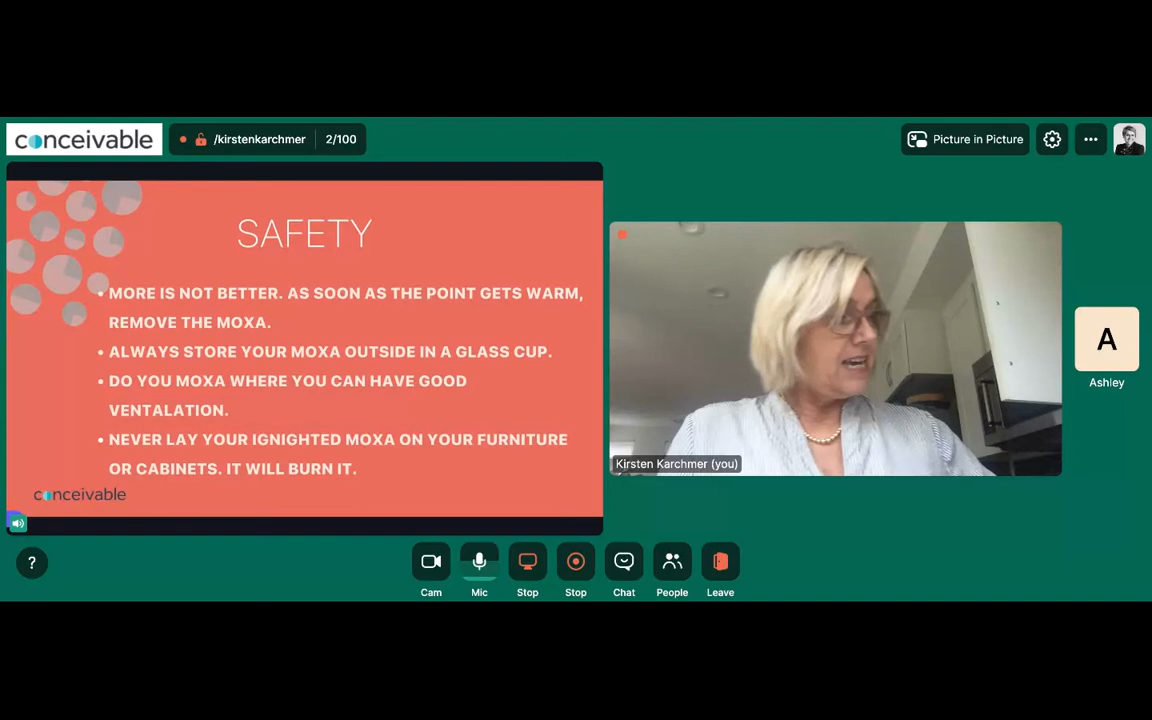 conceivable
/kirstenkarchmer
2/100
Picture in Picture
SAFETY
• MORE IS NOT BETTER. AS SOON AS THE POINT GETS WARM,
REMOVE THE MOXA.
• ALWAYS STORE YOUR MOXA OUTSIDE IN A GLASS CUP.
• DO YOU MOXA WHERE YOU CAN HAVE GOOD
VENTALATION.
• NEVER LAY YOUR IGNIGHTED MOXA ON YOUR FURNITURE
OR CABINETS. IT WILL BURN IT.
conceivable
Kirsten Karchmer (you)
A
Ashley
?
Cam
Mic
Stop
Stop
Chat
People
Leave